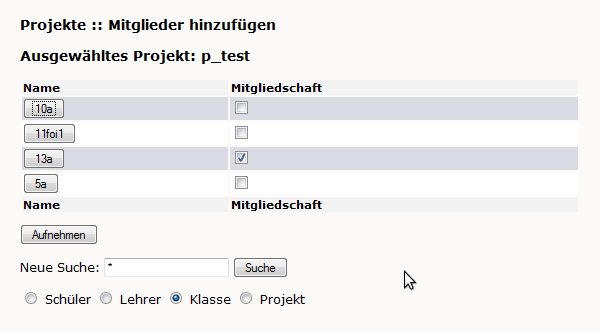 Projekte :: Mitglieder hinzufügen
Ausgewähltes Projekt: p_test
Name Mitgliedschaft
10a
11foi1
13a
5a
Name Mitgliedschaft
Aufnehmen
Neue Suche: * Suche
Schüler Lehrer Klasse Projekt